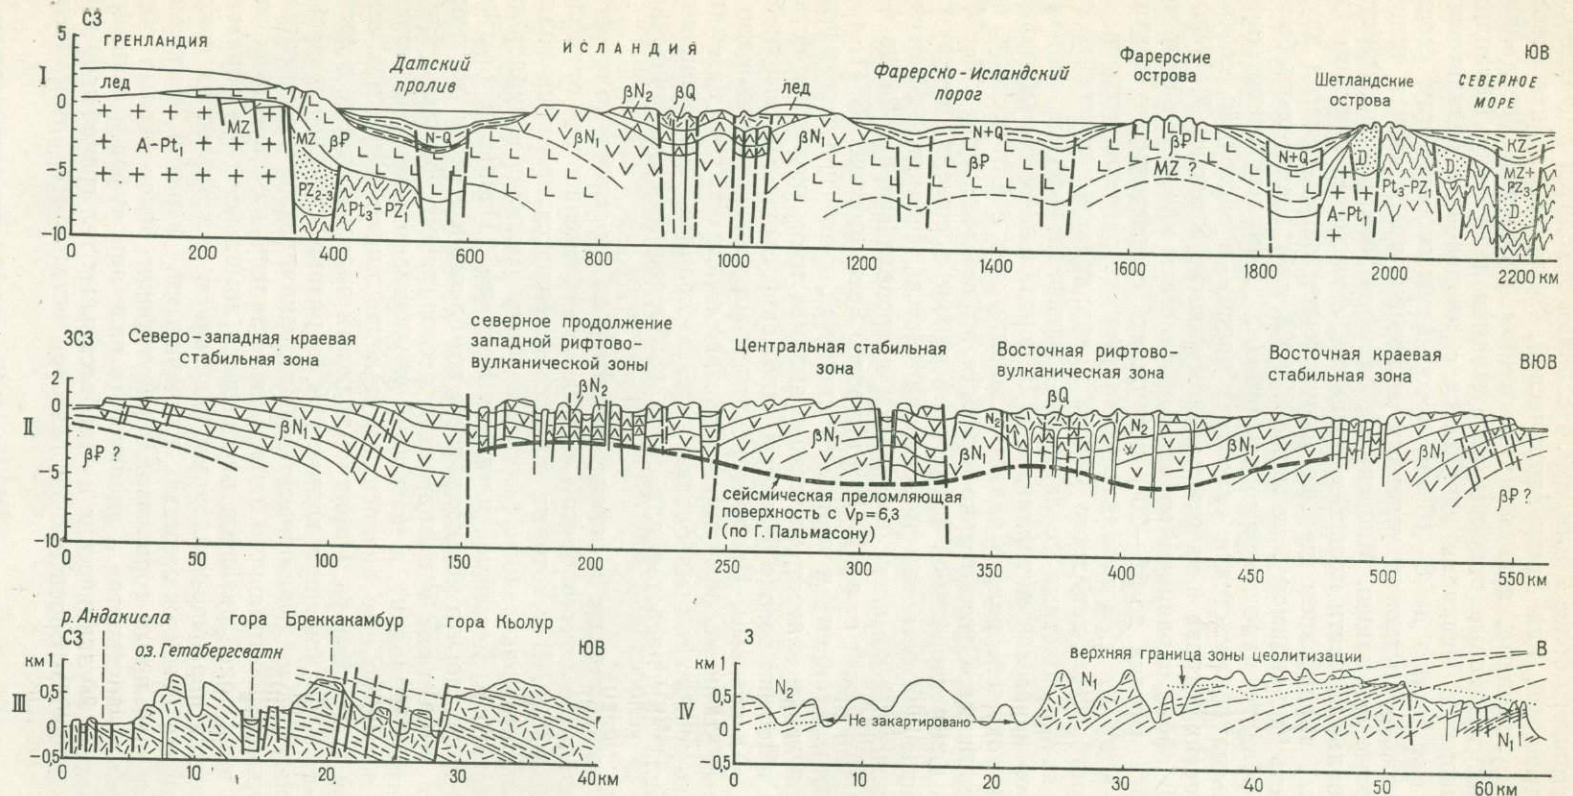 СЗ
ГРЕНЛАНДИЯ
ИСЛАНДИЯ
ЮВ
Датский
пролив
Фарерско-Исландский
порог
Фарерские
острова
Шетландские
острова
СЕВЕРНОЕ
МОРЕ
I
5
0
−5
−10
лед
MZ
A-Pt₁
MZ
PZ₂₋₃
βP
Pt₃-PZ₁
N-Q
βN₁
βN₂
βQ
лед
βN₁
N+Q
βP
βP
MZ ?
N+Q
D
A-Pt₁
Pt₃-PZ₁
D
KZ
MZ+
PZ₃
D
0 200 400 600 800 1000 1200 1400 1600 1800 2000 2200 км
ЗСЗ
Северо-западная краевая
стабильная зона
северное продолжение
западной рифтово-
вулканической зоны
Центральная стабильная
зона
Восточная рифтово-
вулканическая зона
Восточная краевая
стабильная зона
ВЮВ
II
2
0
−5
−10
βP ?
βN₁
βN₂
βN₁
βN₁
N₂
βQ
N₂
βN₁
βN₁
βP ?
сейсмическая преломляющая
поверхность с Vp=6,3
(по Г. Пальмасону)
0 50 100 150 200 250 300 350 400 450 500 550 км
р. Андакисла
гора Бреккакамбур
гора Кьолур
СЗ
оз. Гетабергсватн
ЮВ
III
км 1
0,5
0
−0,5
0 10 20 30 40 км
З
В
верхняя граница зоны цеолитизации
IV
км 1
0,5
0
−0,5
N₂
Не закартировано
N₁
N₁
0 10 20 30 40 50 60 км